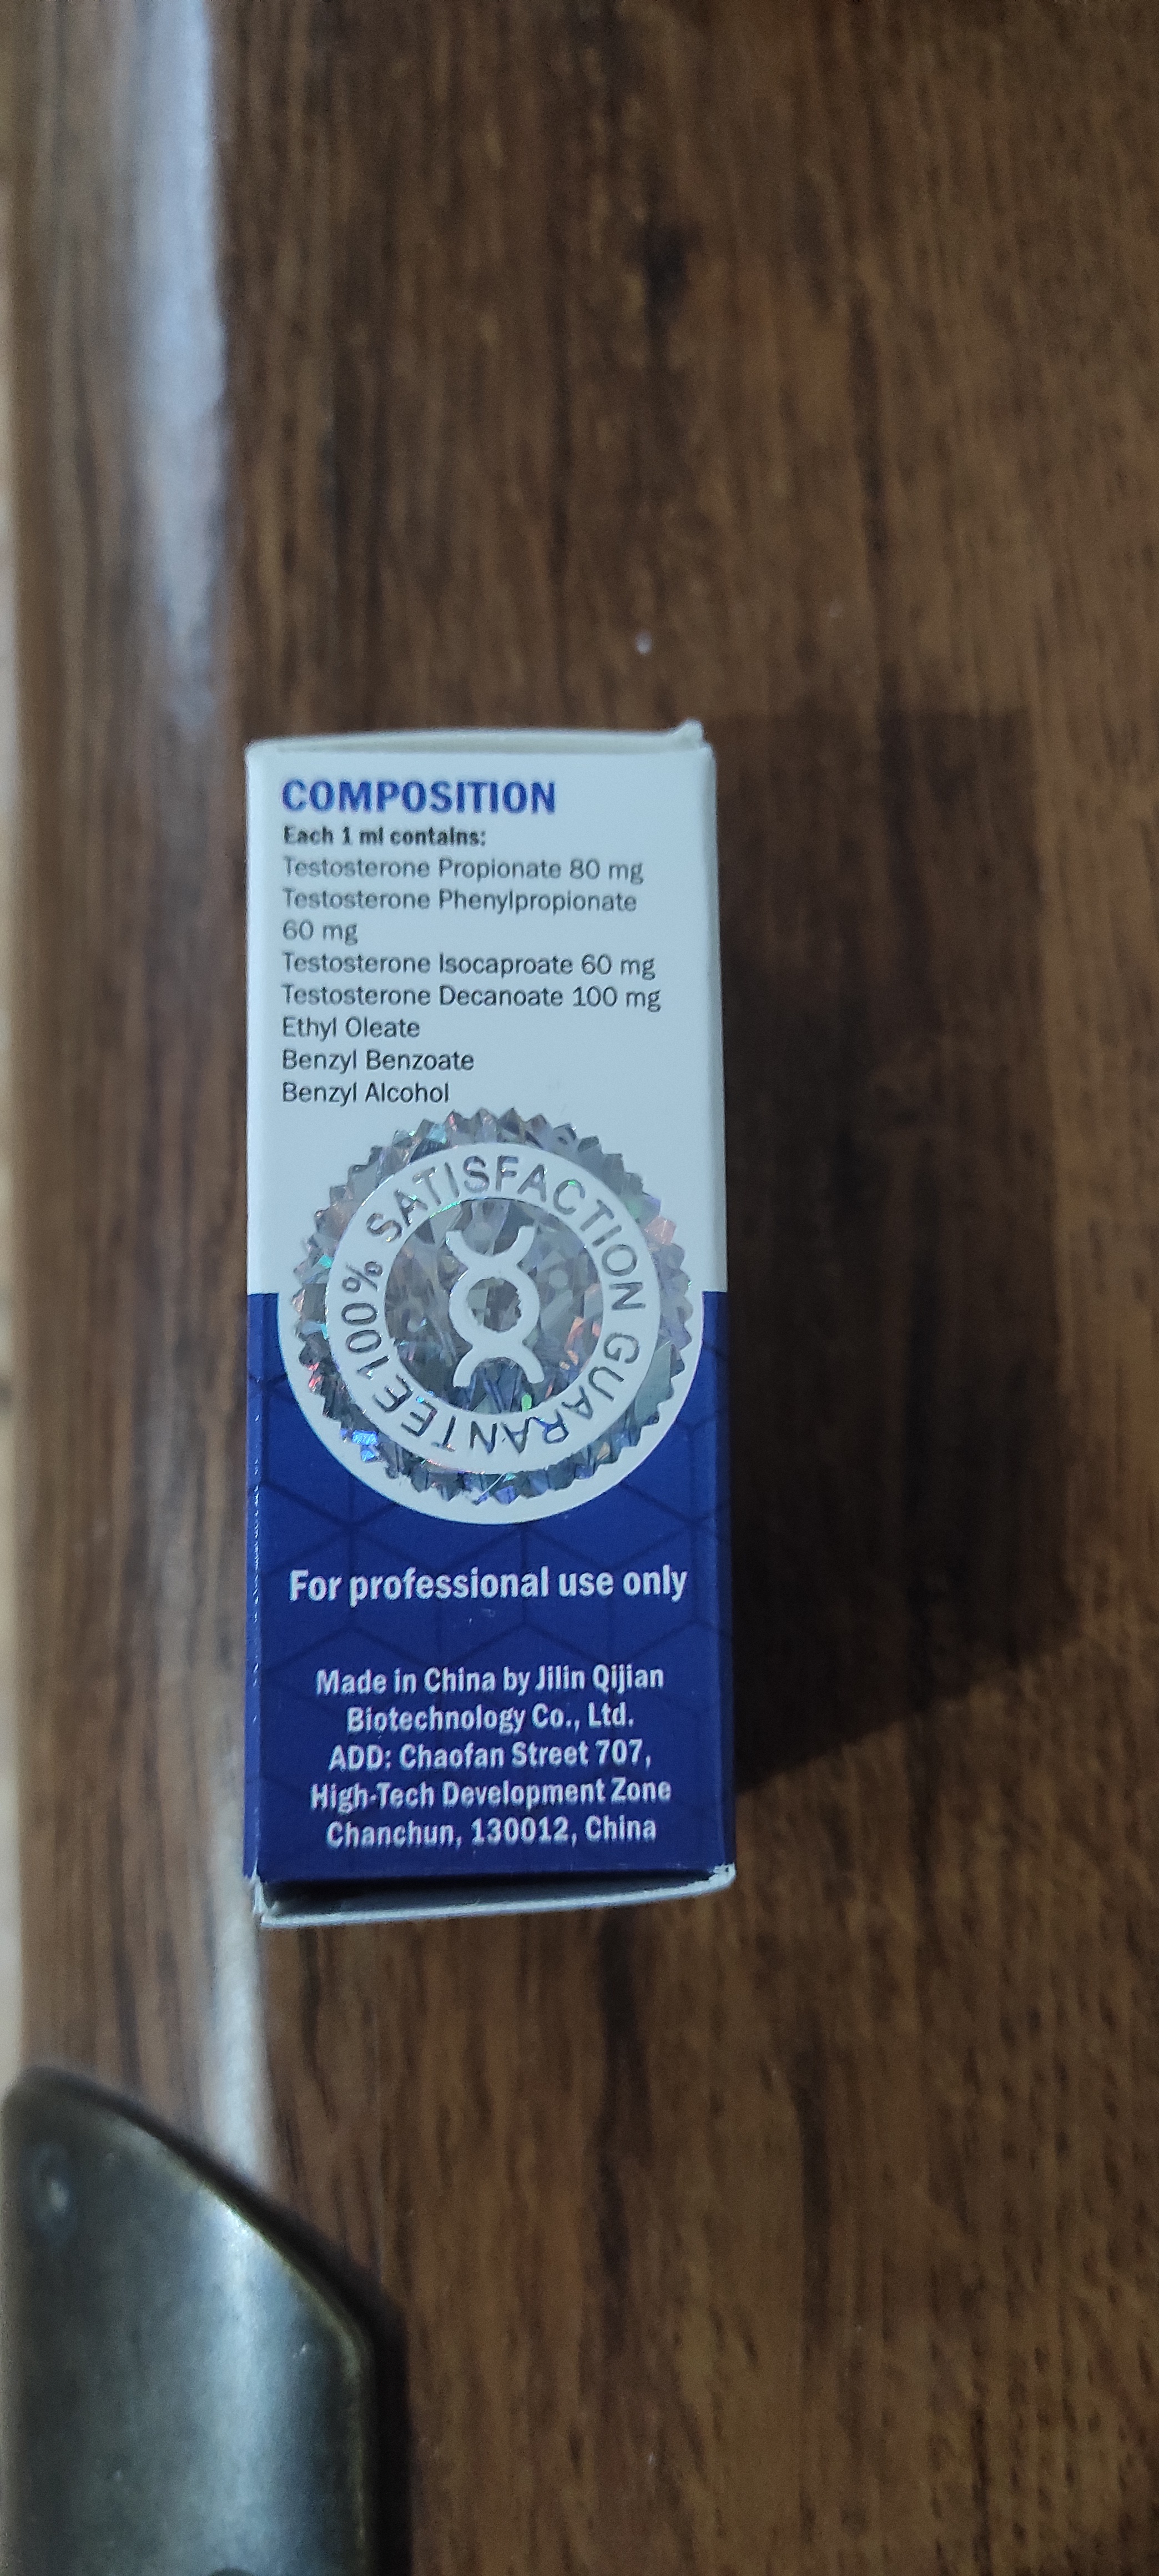 COMPOSITION
Each 1 ml contains:
Testosterone Propionate 80 mg
Testosterone Phenylpropionate
60 mg
Testosterone Isocaproate 60 mg
Testosterone Decanoate 100 mg
Ethyl Oleate
Benzyl Benzoate
Benzyl Alcohol
100% SATISFACTION GUARANTEE
For professional use only
Made in China by Jilin Qijian
Biotechnology Co., Ltd.
ADD: Chaofan Street 707,
High-Tech Development Zone
Chanchun, 130012, China